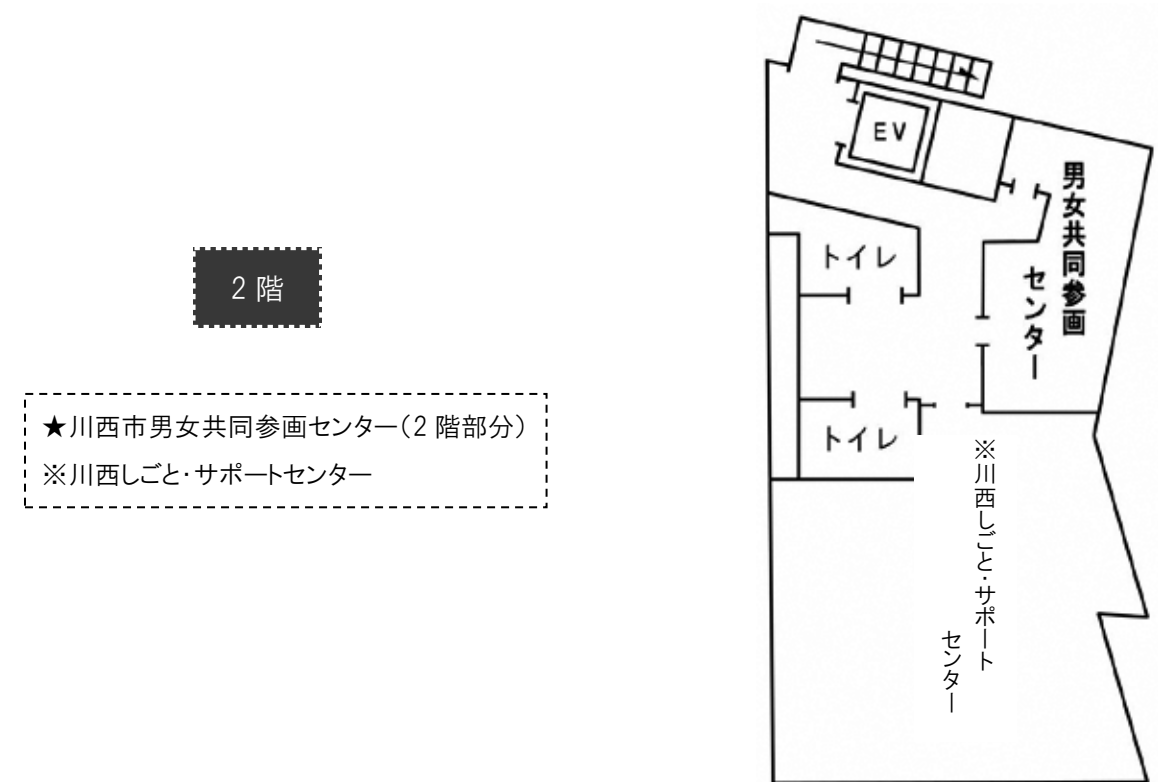 2階
★川西市男女共同参画センター(2階部分)
※川西しごと・サポートセンター
EV
男女共同参画
センター
トイレ
トイレ
※川西しごと・サポート
センター